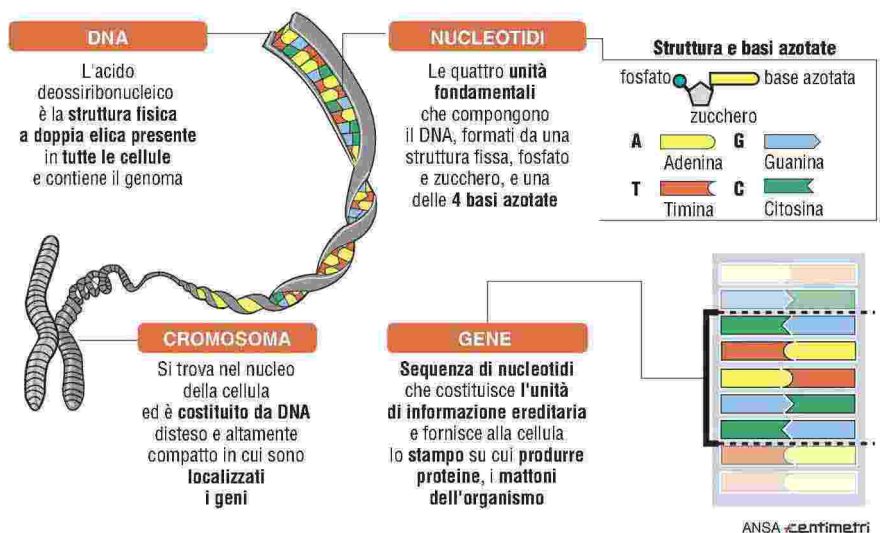 DNA
L'acido
deossiribonucleico
è la struttura fisica
a doppia elica presente
in tutte le cellule
e contiene il genoma
NUCLEOTIDI
Le quattro unità
fondamentali
che compongono
il DNA, formati da una
struttura fissa, fosfato
e zucchero, e una
delle 4 basi azotate
Struttura e basi azotate
fosfato
base azotata
zucchero
A
Adenina
G
Guanina
T
Timina
C
Citosina
CROMOSOMA
Si trova nel nucleo
della cellula
ed è costituito da DNA
disteso e altamente
compatto in cui sono
localizzati
i geni
GENE
Sequenza di nucleotidi
che costituisce l'unità
di informazione ereditaria
e fornisce alla cellula
lo stampo su cui produrre
proteine, i mattoni
dell'organismo
ANSA centimetri